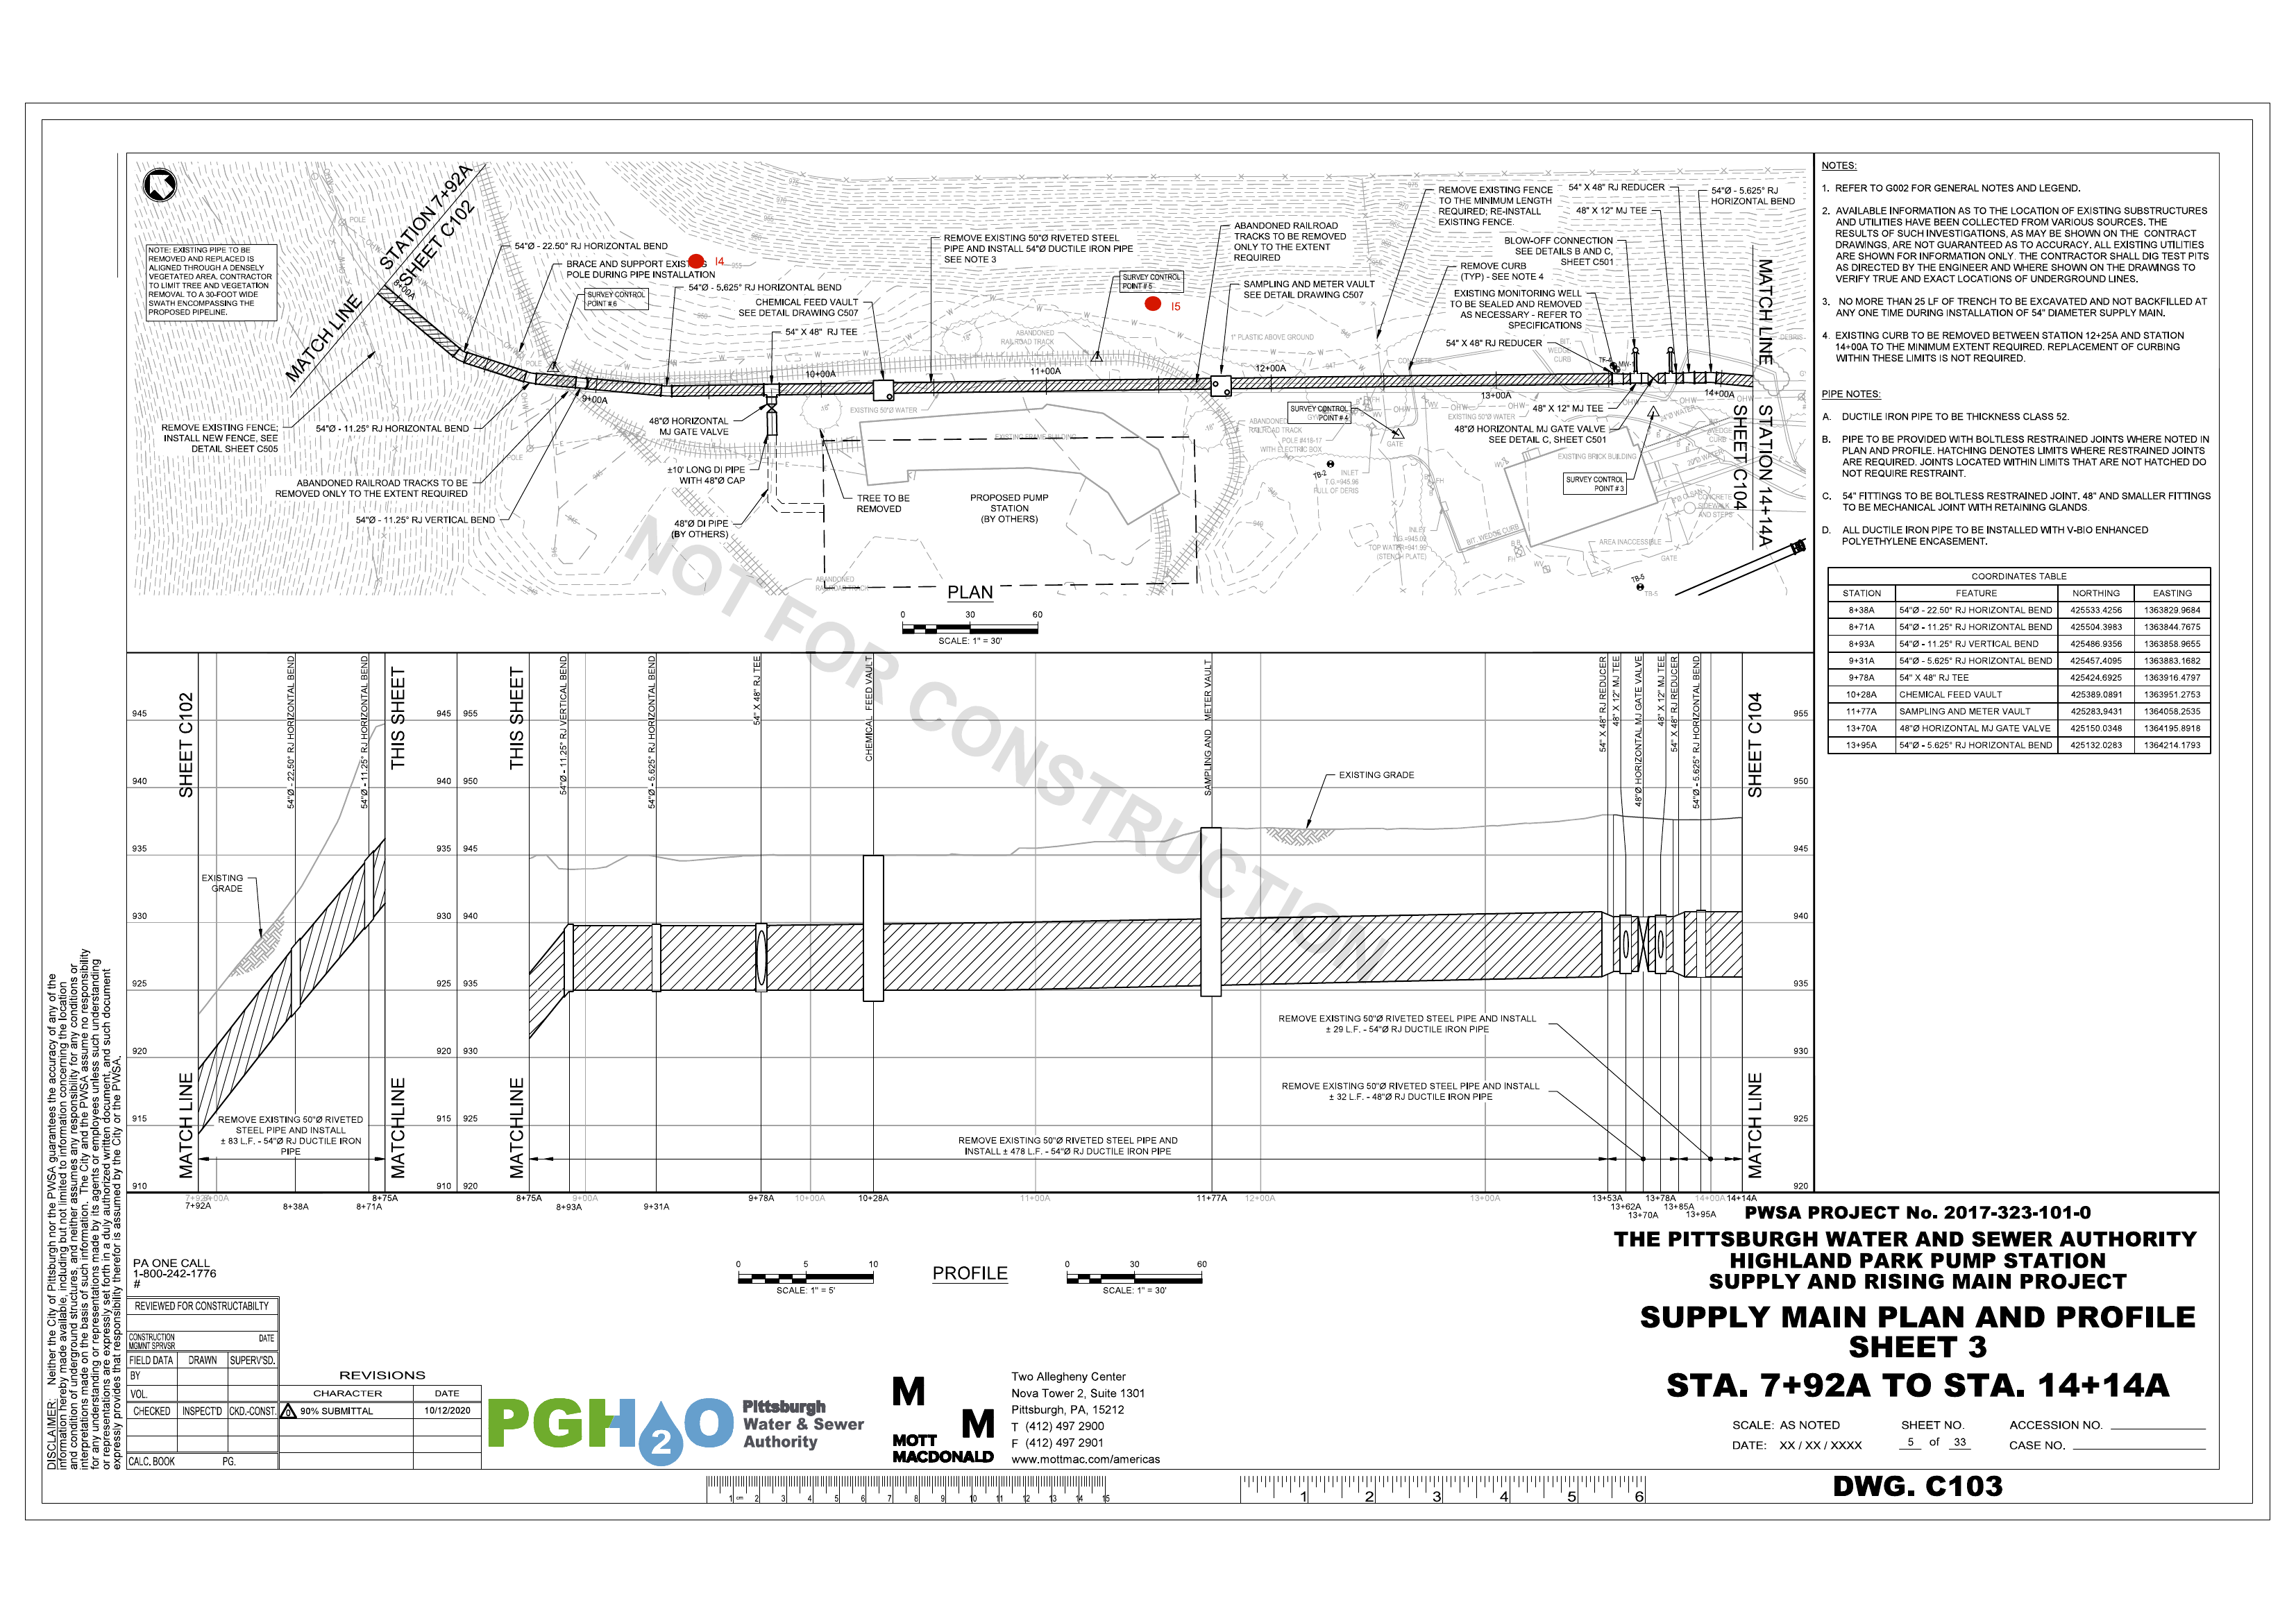 STATION 7+92A
SHEET C102
MATCH LINE
8+00A
NOTE: EXISTING PIPE TO BE
REMOVED AND REPLACED IS
ALIGNED THROUGH A DENSELY
VEGETATED AREA, CONTRACTOR
TO LIMIT TREE AND VEGETATION
REMOVAL TO A 30-FOOT WIDE
SWATH ENCOMPASSING THE
PROPOSED PIPELINE.
POLE
54"Ø - 22.50° RJ HORIZONTAL BEND
BRACE AND SUPPORT EXISTING
POLE DURING PIPE INSTALLATION
I4
SURVEY CONTROL
POINT # 6
54"Ø - 5.625° RJ HORIZONTAL BEND
CHEMICAL FEED VAULT
SEE DETAIL DRAWING C507
54" X 48" RJ TEE
REMOVE EXISTING 50"Ø RIVETED STEEL
PIPE AND INSTALL 54"Ø DUCTILE IRON PIPE
SEE NOTE 3
SURVEY CONTROL
POINT # 5
I5
ABANDONED RAILROAD
TRACKS TO BE REMOVED
ONLY TO THE EXTENT
REQUIRED
SAMPLING AND METER VAULT
SEE DETAIL DRAWING C507
ABANDONED
RAILROAD TRACK
1" PLASTIC ABOVE GROUND
REMOVE EXISTING FENCE
TO THE MINIMUM LENGTH
REQUIRED; RE-INSTALL
EXISTING FENCE.
54" X 48" RJ REDUCER
48" X 12" MJ TEE
54"Ø - 5.625° RJ
HORIZONTAL BEND
BLOW-OFF CONNECTION
SEE DETAILS B AND C,
SHEET C501
REMOVE CURB
(TYP) - SEE NOTE 4
EXISTING MONITORING WELL
TO BE SEALED AND REMOVED
AS NECESSARY - REFER TO
SPECIFICATIONS
54" X 48" RJ REDUCER
MATCH LINE STATION 14+14A
SHEET C104
9+00A
10+00A
11+00A
12+00A
13+00A
14+00A
REMOVE EXISTING FENCE;
INSTALL NEW FENCE, SEE
DETAIL SHEET C505
54"Ø - 11.25° RJ HORIZONTAL BEND
ABANDONED RAILROAD TRACKS TO BE
REMOVED ONLY TO THE EXTENT REQUIRED
54"Ø - 11.25° RJ VERTICAL BEND
48"Ø HORIZONTAL
MJ GATE VALVE
±10' LONG DI PIPE
WITH 48"Ø CAP
48"Ø DI PIPE
(BY OTHERS)
EXISTING 50"Ø WATER
EXISTING FRAME BUILDING
TREE TO BE
REMOVED
PROPOSED PUMP
STATION
(BY OTHERS)
SURVEY CONTROL
POINT # 4
POLE #418-17
WITH ELECTRIC BOX
TB-2
INLET
T.G.=945.96
FULL OF DERIS
EXISTING 50"Ø WATER
48" X 12" MJ TEE
48"Ø HORIZONTAL MJ GATE VALVE
SEE DETAIL C, SHEET C501
GATE
EXISTING BRICK BUILDING
SURVEY CONTROL
POINT # 3
BIT. WEDGE CURB
AREA INACCESSIBLE
GATE
TB-5
TB-5
PLAN
0 30 60
SCALE: 1" = 30'
NOT FOR CONSTRUCTION
NOTES:
1. REFER TO G002 FOR GENERAL NOTES AND LEGEND.
2. AVAILABLE INFORMATION AS TO THE LOCATION OF EXISTING SUBSTRUCTURES
AND UTILITIES HAVE BEEN COLLECTED FROM VARIOUS SOURCES. THE
RESULTS OF SUCH INVESTIGATIONS, AS MAY BE SHOWN ON THE CONTRACT
DRAWINGS, ARE NOT GUARANTEED AS TO ACCURACY. ALL EXISTING UTILITIES
ARE SHOWN FOR INFORMATION ONLY. THE CONTRACTOR SHALL DIG TEST PITS
AS DIRECTED BY THE ENGINEER AND WHERE SHOWN ON THE DRAWINGS TO
VERIFY TRUE AND EXACT LOCATIONS OF UNDERGROUND LINES.
3. NO MORE THAN 25 LF OF TRENCH TO BE EXCAVATED AND NOT BACKFILLED AT
ANY ONE TIME DURING INSTALLATION OF 54" DIAMETER SUPPLY MAIN.
4. EXISTING CURB TO BE REMOVED BETWEEN STATION 12+25A AND STATION
14+00A TO THE MINIMUM EXTENT REQUIRED. REPLACEMENT OF CURBING
WITHIN THESE LIMITS IS NOT REQUIRED.
PIPE NOTES:
A. DUCTILE IRON PIPE TO BE THICKNESS CLASS 52.
B. PIPE TO BE PROVIDED WITH BOLTLESS RESTRAINED JOINTS WHERE NOTED IN
PLAN AND PROFILE. HATCHING DENOTES LIMITS WHERE RESTRAINED JOINTS
ARE REQUIRED. JOINTS LOCATED WITHIN LIMITS THAT ARE NOT HATCHED DO
NOT REQUIRE RESTRAINT.
C. 54" FITTINGS TO BE BOLTLESS RESTRAINED JOINT. 48" AND SMALLER FITTINGS
TO BE MECHANICAL JOINT WITH RETAINING GLANDS.
D. ALL DUCTILE IRON PIPE TO BE INSTALLED WITH V-BIO ENHANCED
POLYETHYLENE ENCASEMENT.
COORDINATES TABLE
STATION FEATURE NORTHING EASTING
8+38A 54"Ø - 22.50° RJ HORIZONTAL BEND 425533.4256 1363829.9684
8+71A 54"Ø - 11.25° RJ HORIZONTAL BEND 425504.3983 1363844.7675
8+93A 54"Ø - 11.25° RJ VERTICAL BEND 425486.9356 1363858.9655
9+31A 54"Ø - 5.625° RJ HORIZONTAL BEND 425457.4095 1363883.1682
9+78A 54" X 48" RJ TEE 425424.6925 1363916.4797
10+28A CHEMICAL FEED VAULT 425389.0891 1363951.2753
11+77A SAMPLING AND METER VAULT 425283.9431 1364058.2535
13+70A 48"Ø HORIZONTAL MJ GATE VALVE 425150.0348 1364195.8918
13+95A 54"Ø - 5.625° RJ HORIZONTAL BEND 425132.0283 1364214.1793
SHEET C102
54"Ø - 22.50° RJ HORIZONTAL BEND
54"Ø - 11.25° RJ HORIZONTAL BEND
THIS SHEET
THIS SHEET
54"Ø - 11.25° RJ VERTICAL BEND
54"Ø - 5.625° RJ HORIZONTAL BEND
54" X 48" RJ TEE
CHEMICAL FEED VAULT
SAMPLING AND METER VAULT
54" X 48" RJ REDUCER
48" X 12" MJ TEE
48"Ø HORIZONTAL MJ GATE VALVE
48" X 12" MJ TEE
54" X 48" RJ REDUCER
54"Ø - 5.625° RJ HORIZONTAL BEND
SHEET C104
945 945 955 955
940 940 950 950
935 935 945 945
930 930 940 940
925 925 935 935
920 920 930 930
915 915 925 925
910 910 920 920
EXISTING
GRADE
EXISTING GRADE
MATCH LINE
MATCHLINE
MATCHLINE
MATCH LINE
REMOVE EXISTING 50"Ø RIVETED
STEEL PIPE AND INSTALL
± 83 L.F. - 54"Ø RJ DUCTILE IRON
PIPE
REMOVE EXISTING 50"Ø RIVETED STEEL PIPE AND
INSTALL ± 478 L.F. - 54"Ø RJ DUCTILE IRON PIPE
REMOVE EXISTING 50"Ø RIVETED STEEL PIPE AND INSTALL
± 29 L.F. - 54"Ø RJ DUCTILE IRON PIPE
REMOVE EXISTING 50"Ø RIVETED STEEL PIPE AND INSTALL
± 32 L.F. - 48"Ø RJ DUCTILE IRON PIPE
7+92A 8+00A 8+75A 8+75A 9+00A 9+78A 10+00A 10+28A 11+00A 11+77A 12+00A 13+00A 13+53A 13+78A 14+00A 14+14A
7+92A 8+38A 8+71A 8+93A 9+31A 13+62A 13+85A
13+70A 13+95A
0 5 10
SCALE: 1" = 5'
PROFILE
0 30 60
SCALE: 1" = 30'
DISCLAIMER: Neither the City of Pittsburgh nor the PWSA guarantees the accuracy of any of the
information hereby made available, including but not limited to information concerning the location
and condition of underground structures, and neither assumes any responsibility for any conditions or
interpretations made on the basis of such information. The City and the PWSA assume no responsibility
for any understanding or representations made by its agents or employees unless such understanding
or representations are expressly set forth in a duly authorized written document, and such document
expressly provides that responsibility therefor is assumed by the City or the PWSA.
PA ONE CALL
1-800-242-1776
#
REVIEWED FOR CONSTRUCTABILTY
CONSTRUCTION
MGMNT SPRVSR DATE
FIELD DATA DRAWN SUPERV'SD.
BY
VOL.
CHECKED INSPECT'D CKD.-CONST.
CALC. BOOK PG.
REVISIONS
CHARACTER DATE
90% SUBMITTAL 10/12/2020
PGH2O
Pittsburgh
Water & Sewer
Authority
M
M
MOTT
MACDONALD
Two Allegheny Center
Nova Tower 2, Suite 1301
Pittsburgh, PA, 15212
T (412) 497 2900
F (412) 497 2901
www.mottmac.com/americas
PWSA PROJECT No. 2017-323-101-0
THE PITTSBURGH WATER AND SEWER AUTHORITY
HIGHLAND PARK PUMP STATION
SUPPLY AND RISING MAIN PROJECT
SUPPLY MAIN PLAN AND PROFILE
SHEET 3
STA. 7+92A TO STA. 14+14A
SCALE: AS NOTED SHEET NO. ACCESSION NO.
DATE: XX / XX / XXXX 5 of 33 CASE NO.
DWG. C103
1 cm 2 3 4 5 6 7 8 9 10 11 12 13 14 15
1 2 3 4 5 6